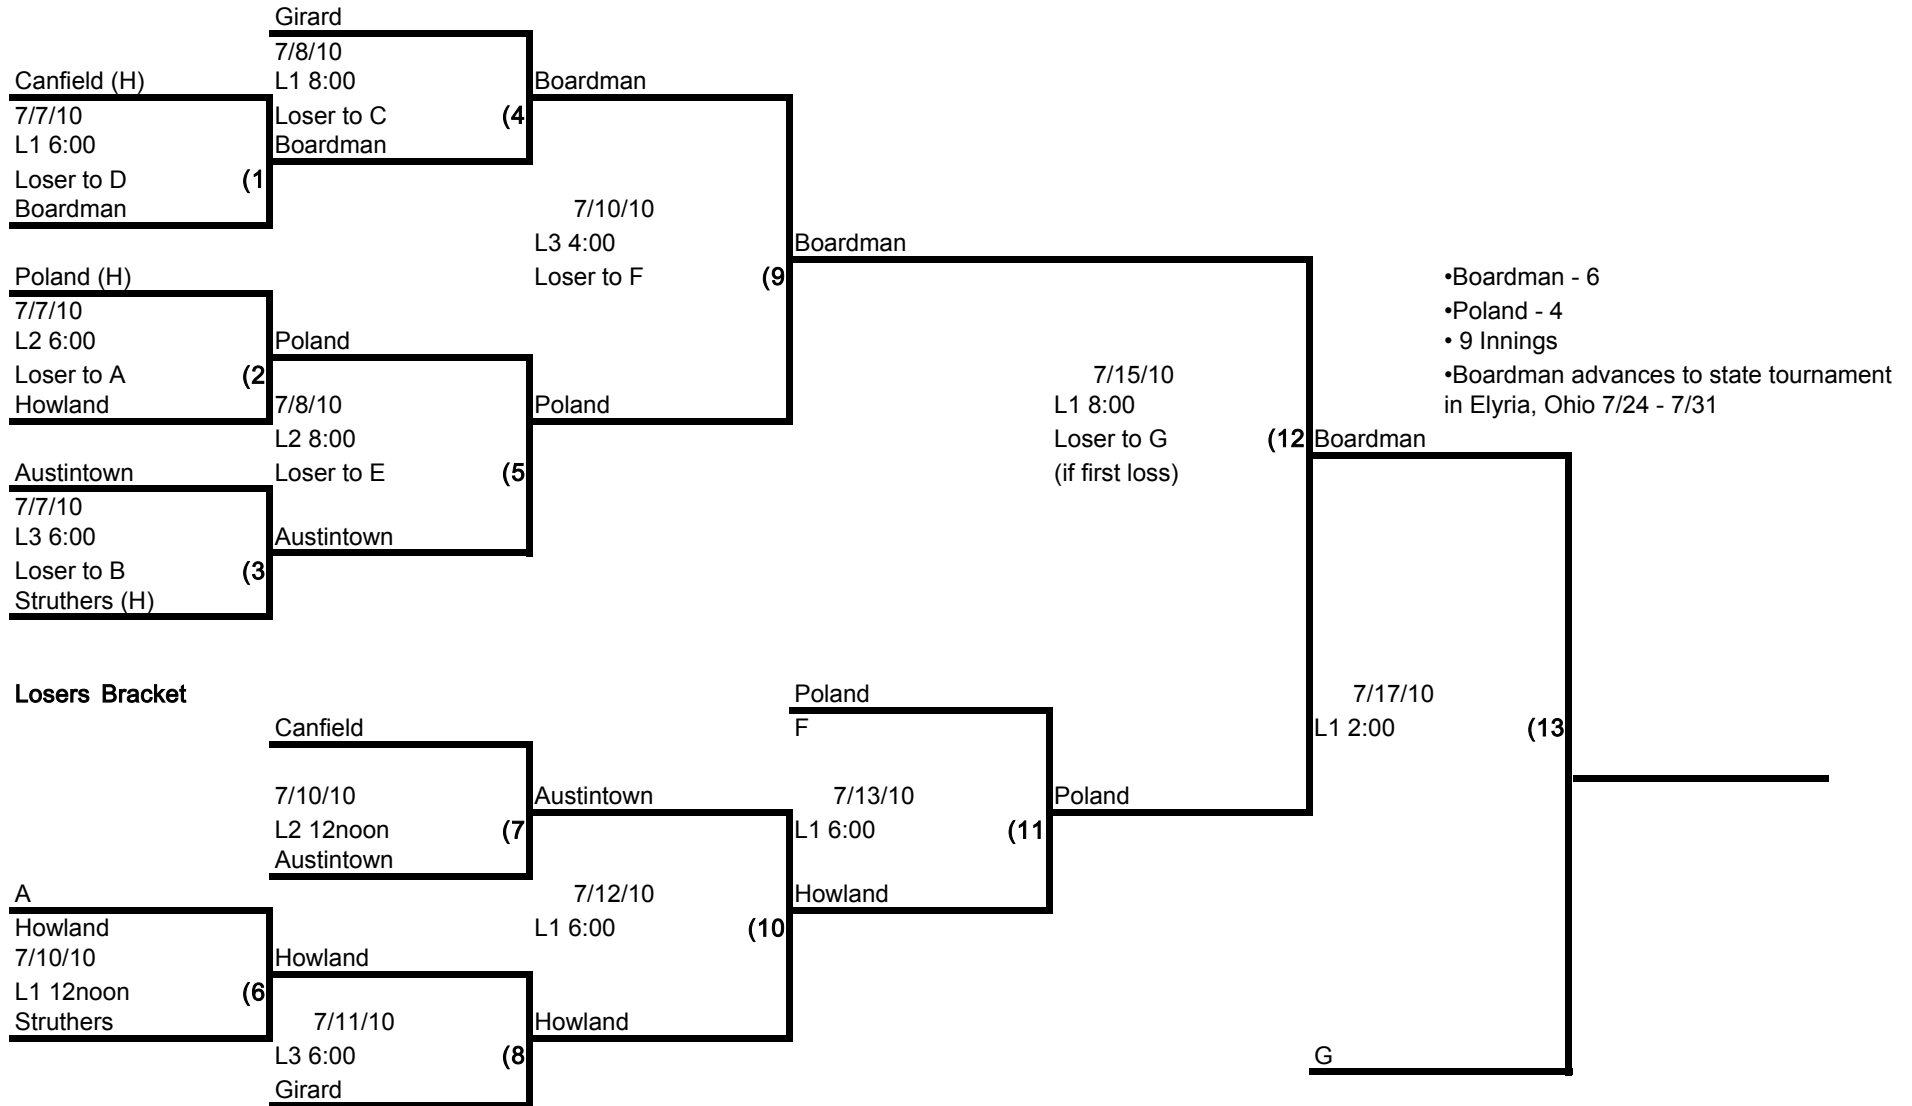 Girard
7/8/10
L1 8:00
Loser to C (4
Boardman
Canfield (H)
7/7/10
L1 6:00
Loser to D (1
Boardman
Boardman
7/10/10
L3 4:00
Loser to F (9
Boardman
Poland (H)
7/7/10
L2 6:00
Loser to A (2
Howland
Poland
7/8/10
L2 8:00
Loser to E (5
Austintown
Poland
Austintown
7/7/10
L3 6:00
Loser to B (3
Struthers (H)
7/15/10
L1 8:00
Loser to G (12
(if first loss)
Boardman
•Boardman - 6
•Poland - 4
• 9 Innings
•Boardman advances to state tournament
in Elyria, Ohio 7/24 - 7/31
7/17/10
L1 2:00 (13
G
Losers Bracket
Canfield
7/10/10
L2 12noon (7
Austintown
Austintown
7/12/10
L1 6:00 (10
Howland
A
Howland
7/10/10
L1 12noon (6
Struthers
Howland
7/11/10
L3 6:00 (8
Girard
Poland
F
7/13/10
L1 6:00 (11
Howland
Poland